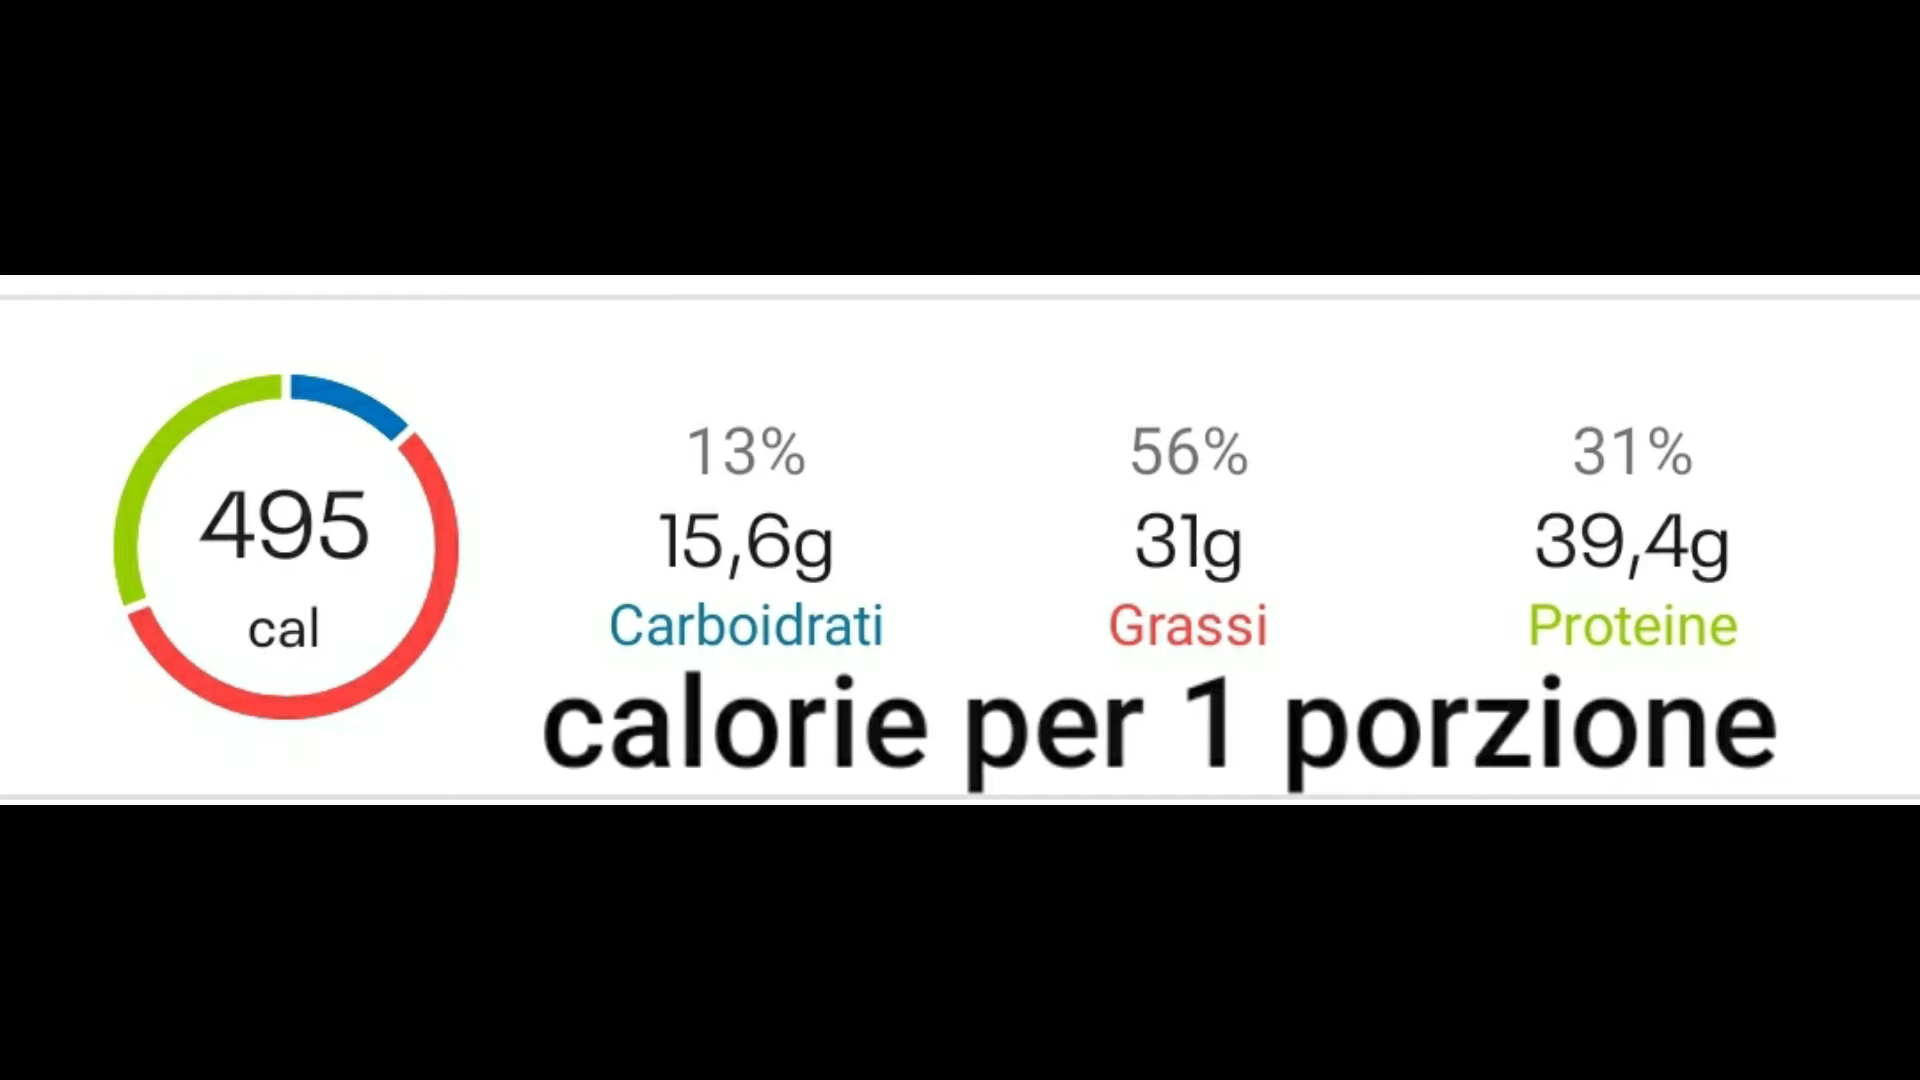 495
cal
13% 56% 31%
15,6g 31g 39,4g
Carboidrati Grassi Proteine
calorie per 1 porzione